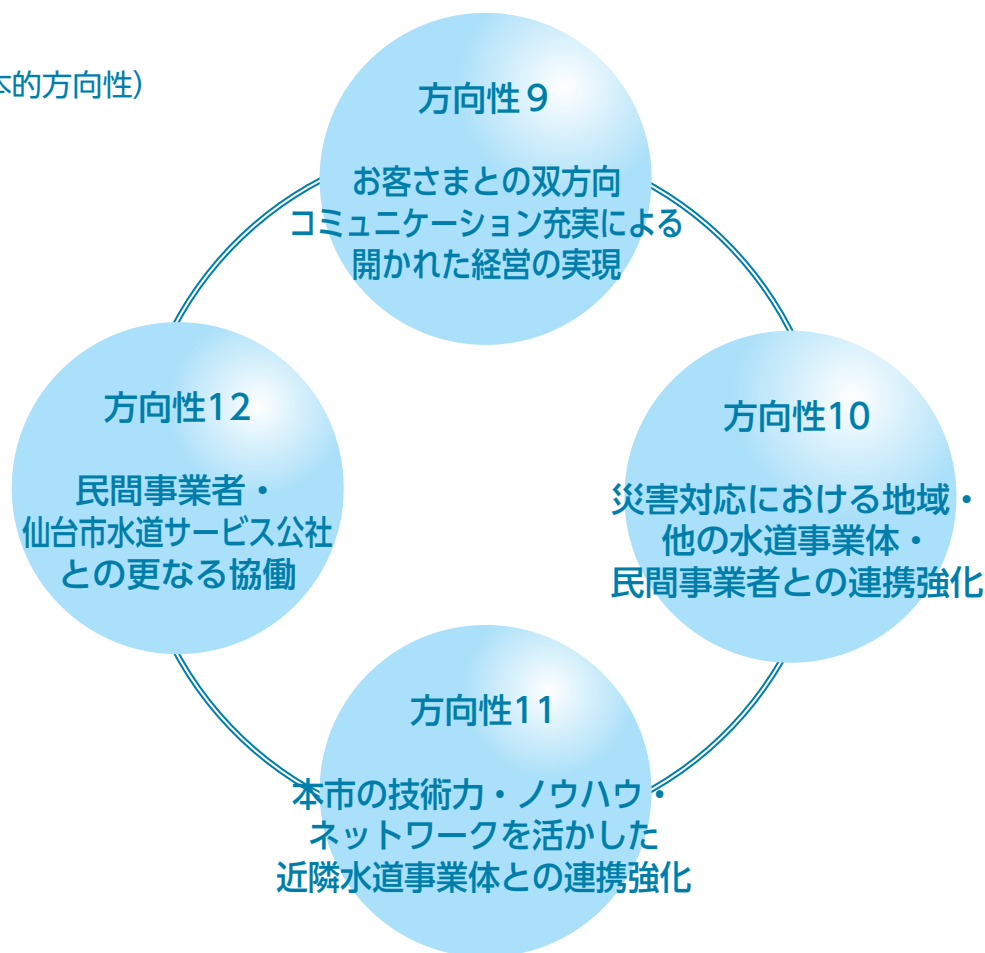 本的方向性)
方向性9
お客さまとの双方向
コミュニケーション充実による
開かれた経営の実現
方向性10
災害対応における地域・
他の水道事業体・
民間事業者との連携強化
方向性11
本市の技術力・ノウハウ・
ネットワークを活かした
近隣水道事業体との連携強化
方向性12
民間事業者・
仙台市水道サービス公社
との更なる協働